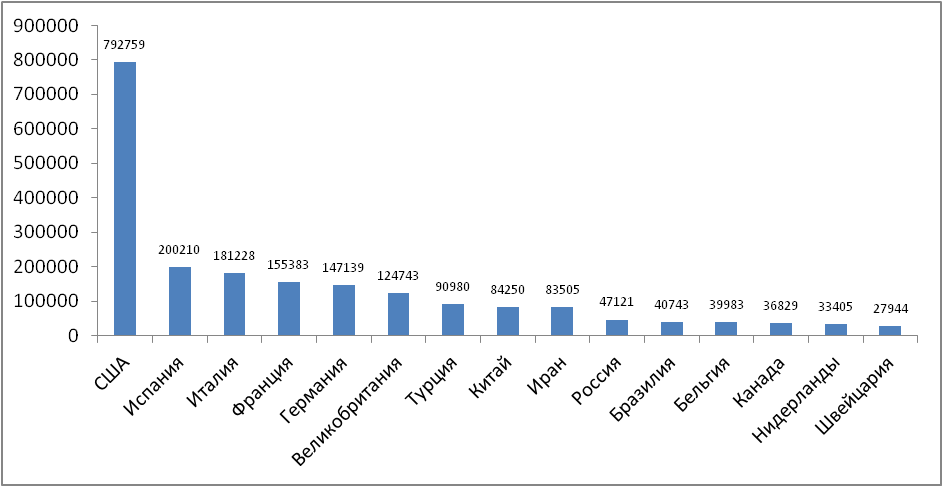 900000
800000
700000
600000
500000
400000
300000
200000
100000
0
792759
200210
181228
155383
147139
124743
90980
84250
83505
47121
40743
39983
36829
33405
27944
США
Испания
Италия
Франция
Германия
Великобритания
Турция
Китай
Иран
Россия
Бразилия
Бельгия
Канада
Нидерланды
Швейцария